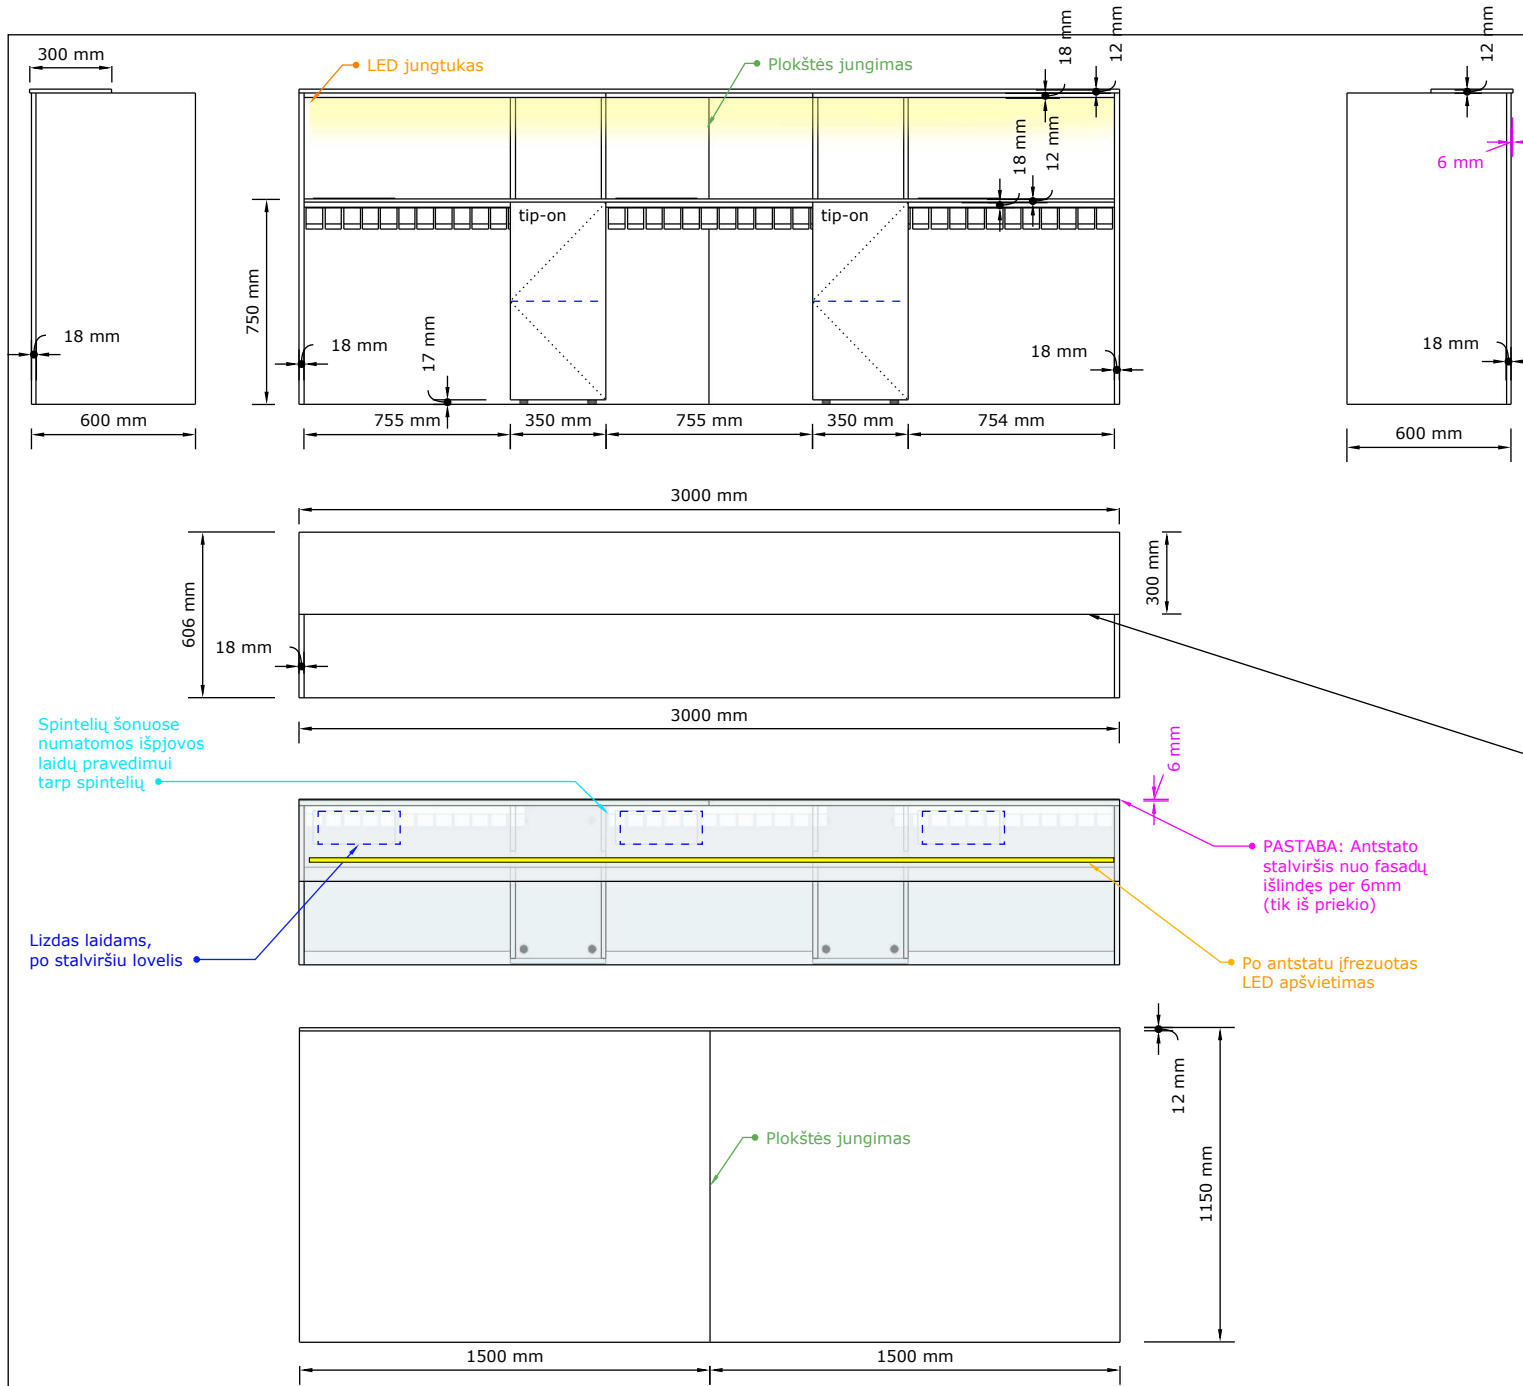 300 mm
LED jungtukas
Plokštės jungimas
18 mm
12 mm
12 mm
6 mm
18 mm
12 mm
tip-on
tip-on
750 mm
18 mm
18 mm
17 mm
18 mm
18 mm
600 mm
755 mm
350 mm
755 mm
350 mm
754 mm
600 mm
3000 mm
606 mm
18 mm
300 mm
3000 mm
Spintelių šonuose
numatomos išpjovos
laidų pravedimui
tarp spintelių
6 mm
PASTABA: Antstato
stalviršis nuo fasadų
išlindęs per 6mm
(tik iš priekio)
Lizdas laidams,
po stalviršiu lovelis
Po antstatu įfrezuotas
LED apšvietimas
12 mm
Plokštės jungimas
1150 mm
1500 mm
1500 mm